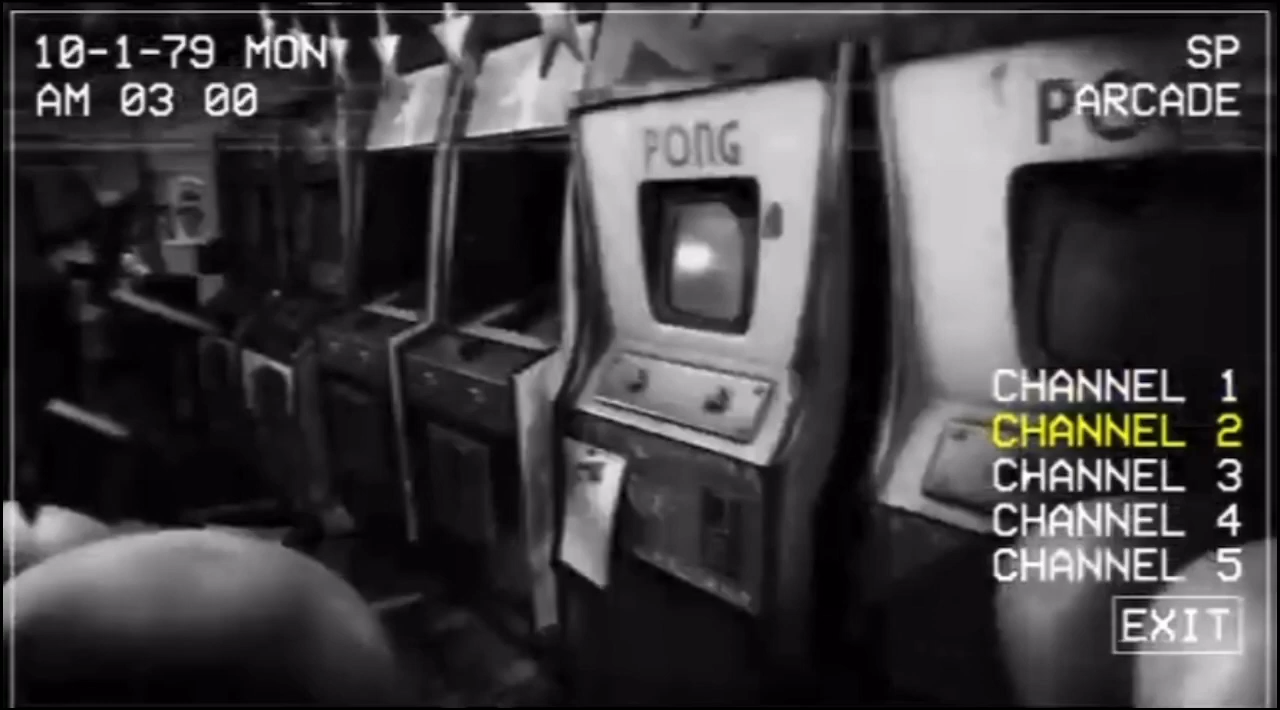 10-1-79 MON
AM 03 00
SP
ARCADE
PONG
CHANNEL 1
CHANNEL 2
CHANNEL 3
CHANNEL 4
CHANNEL 5
EXIT